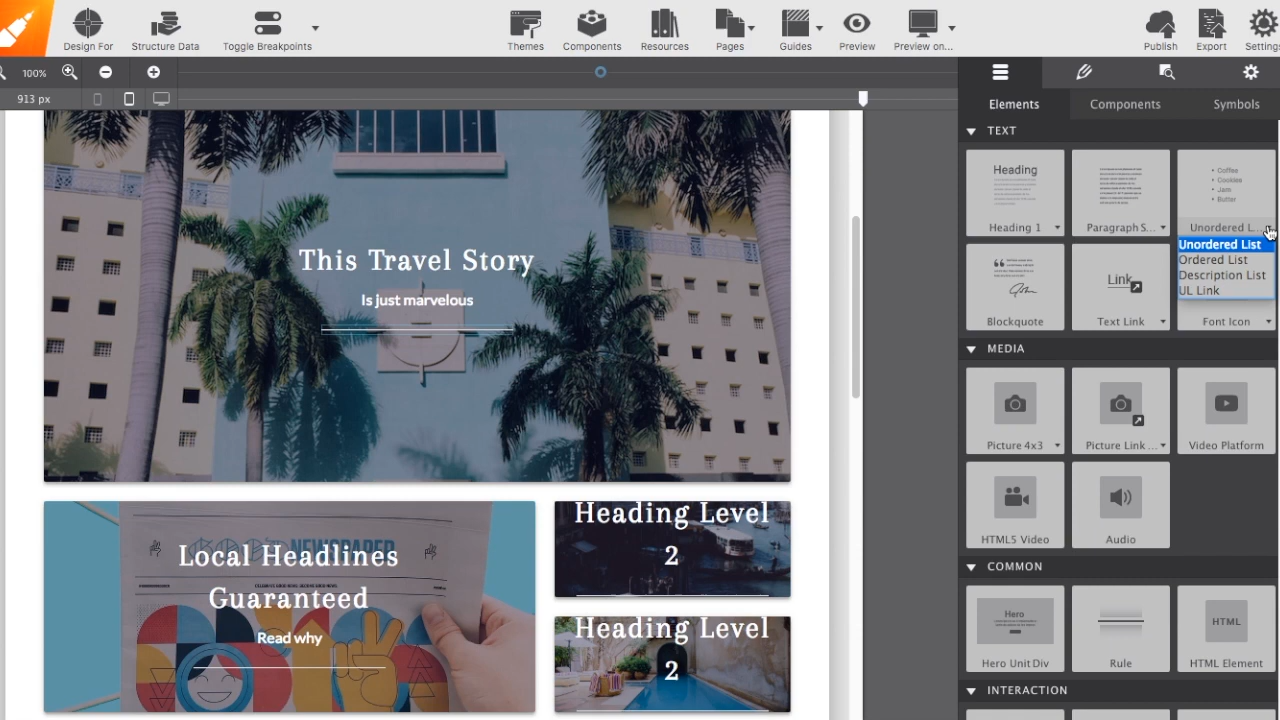 Design For
Structure Data
Toggle Breakpoints
Themes
Components
Resources
Pages
Guides
Preview
Preview on...
Publish
Export
Settings
100%
913 px
Elements
Components
Symbols
TEXT
Heading
Coffee
Cookies
Jam
Butter
Heading 1
Paragraph S...
Unordered L...
Unordered List
Ordered List
Description List
UL Link
Link
Blockquote
Text Link
Font Icon
MEDIA
Picture 4x3
Picture Link ...
Video Platform
HTML5 Video
Audio
COMMON
Hero
HTML
Hero Unit Div
Rule
HTML Element
INTERACTION
This Travel Story
Is just marvelous
GOOD NEWSPAPER
Local Headlines
Guaranteed
Read why
Heading Level
2
Heading Level
2